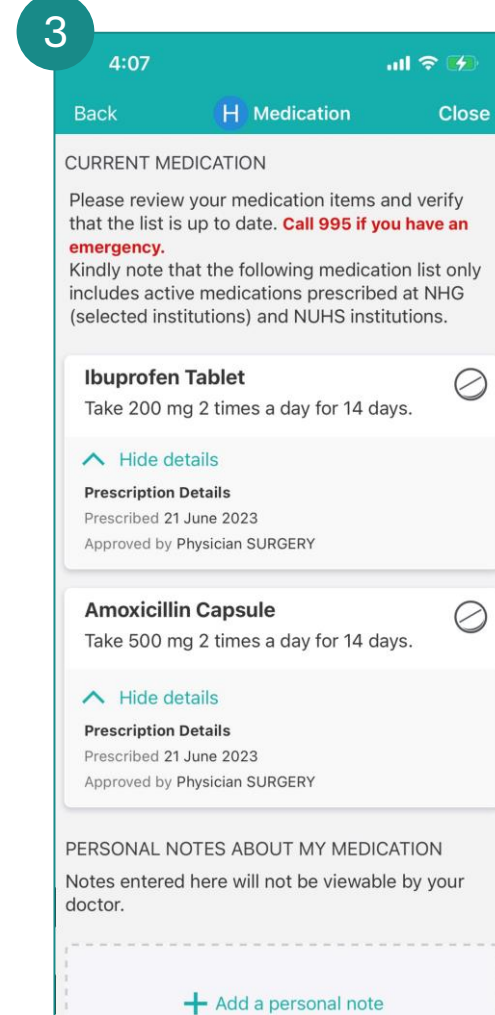 3
4:07
Back
H Medication
Close
CURRENT MEDICATION
Please review your medication items and verify
that the list is up to date. Call 995 if you have an
emergency.
Kindly note that the following medication list only
includes active medications prescribed at NHG
(selected institutions) and NUHS institutions.
Ibuprofen Tablet
Take 200 mg 2 times a day for 14 days.
Hide details
Prescription Details
Prescribed 21 June 2023
Approved by Physician SURGERY
Amoxicillin Capsule
Take 500 mg 2 times a day for 14 days.
Hide details
Prescription Details
Prescribed 21 June 2023
Approved by Physician SURGERY
PERSONAL NOTES ABOUT MY MEDICATION
Notes entered here will not be viewable by your
doctor.
+ Add a personal note